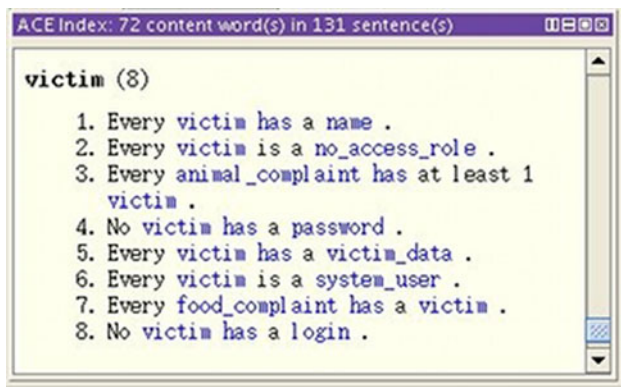 ACE Index: 72 content word(s) in 131 sentence(s)
victim (8)
1. Every victim has a name .
2. Every victim is a no_access_role .
3. Every animal_complaint has at least 1
victim .
4. No victim has a password .
5. Every victim has a victim_data .
6. Every victim is a system_user .
7. Every food_complaint has a victim .
8. No victim has a login .